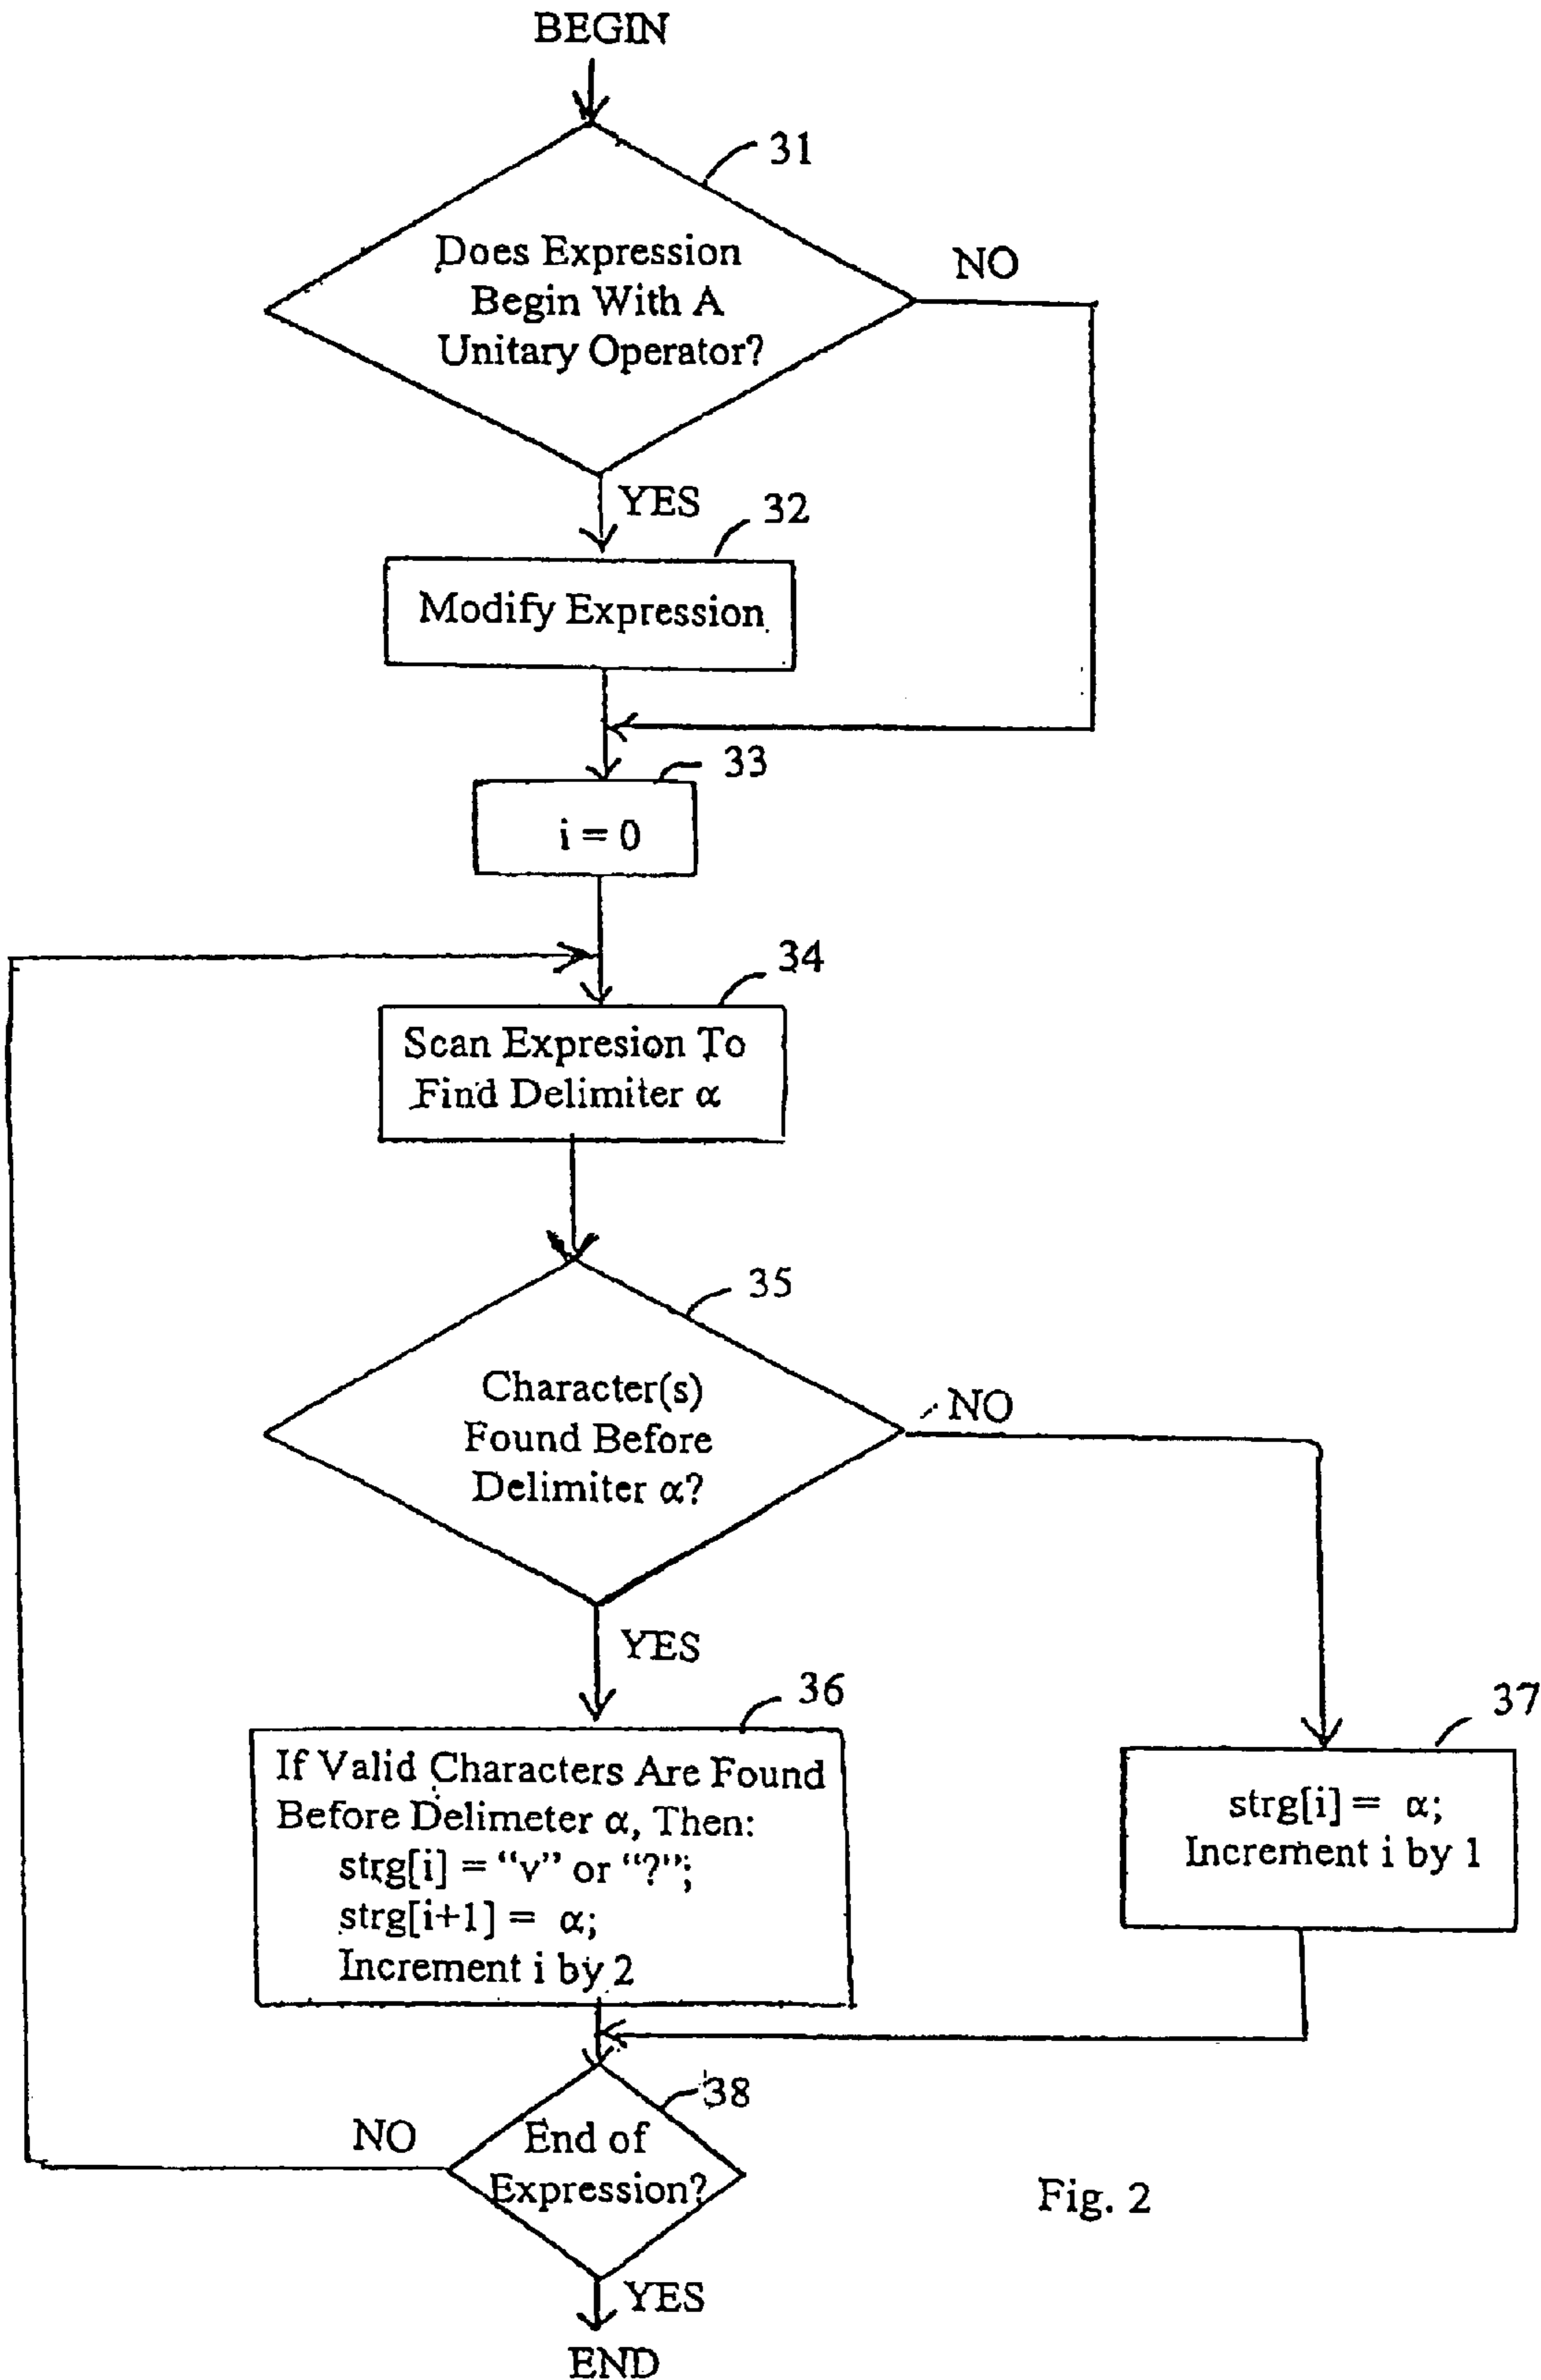 BEGIN
31
Does Expression
Begin With A
Unitary Operator?
NO
YES
32
Modify Expression
33
i = 0
34
Scan Expresion To
Find Delimiter α
35
Character(s)
Found Before
Delimiter α?
NO
YES
36
If Valid Characters Are Found
Before Delimeter α, Then:
strg[i] = “v” or “?”;
strg[i+1] = α;
Increment i by 2
37
strg[i] = α;
Increment i by 1
38
End of
Expression?
NO
YES
END
Fig. 2